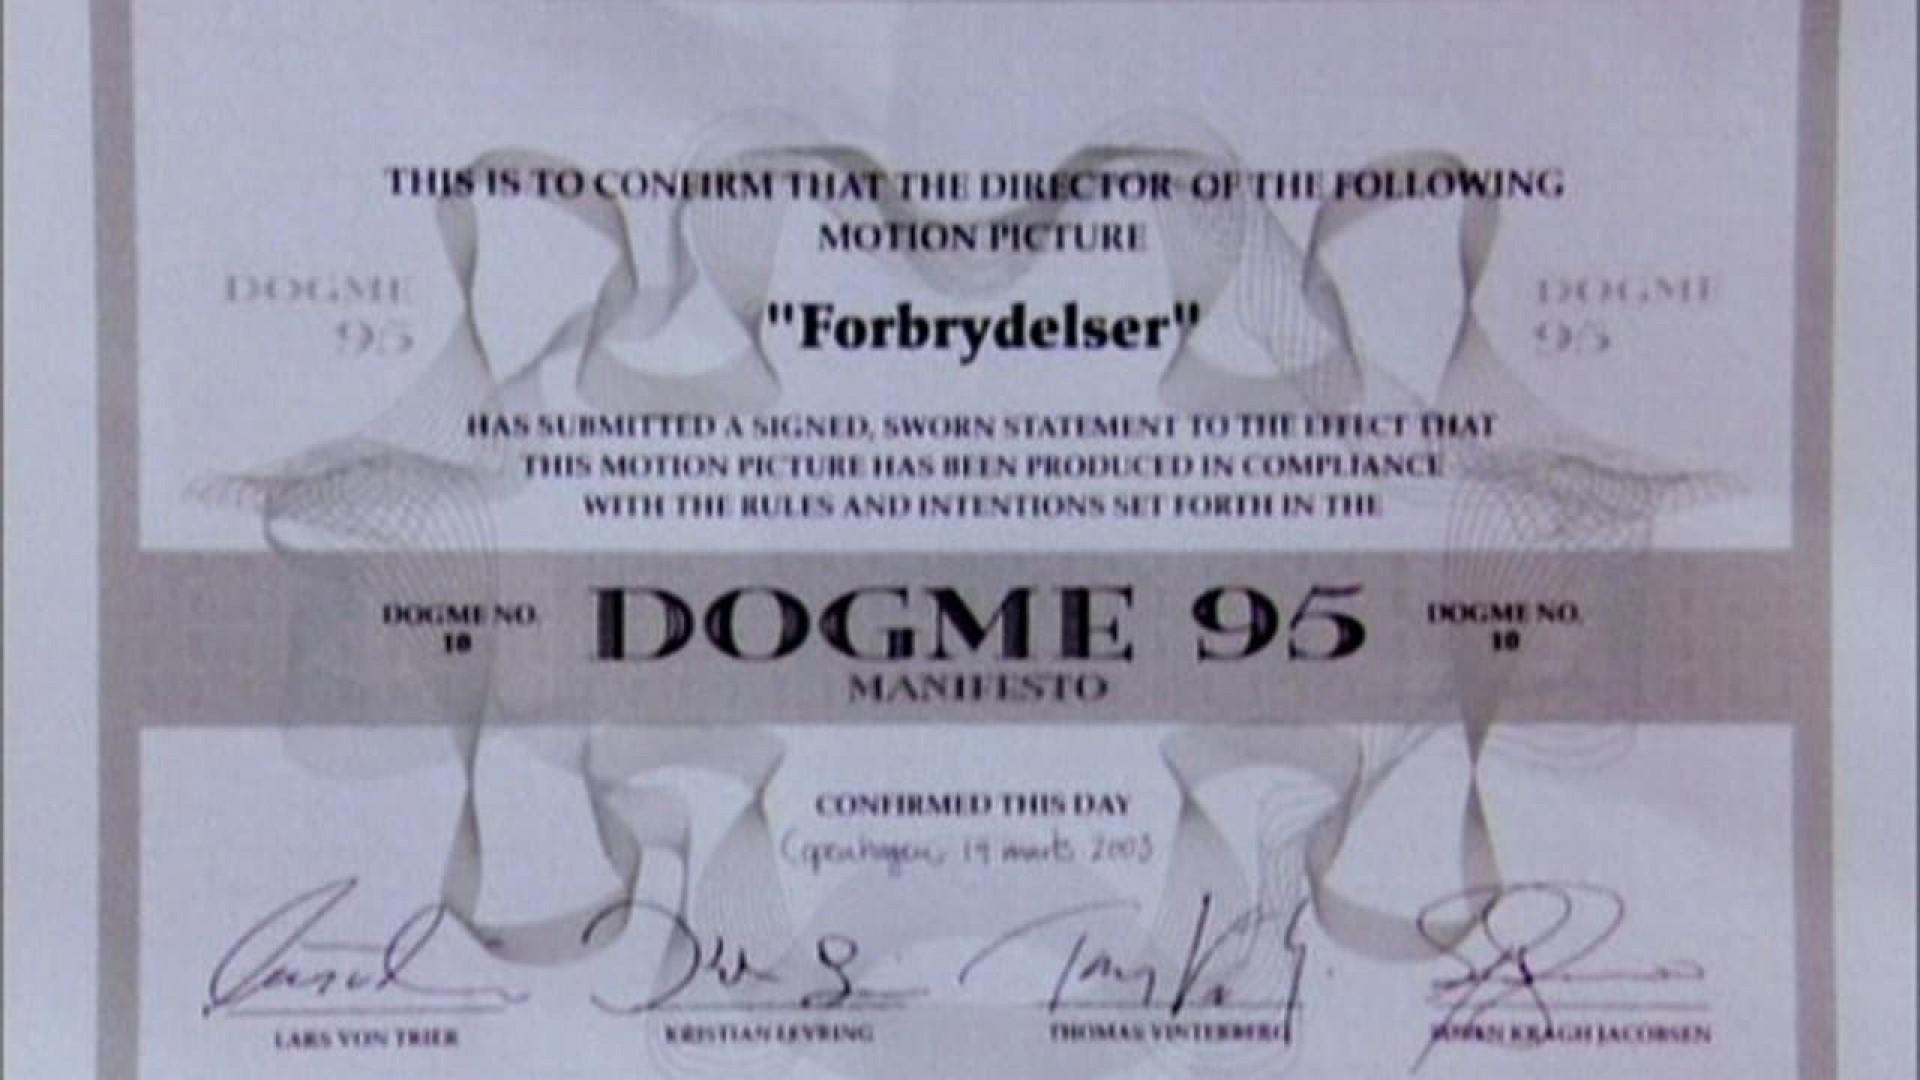 THIS IS TO CONFIRM THAT THE DIRECTOR OF THE FOLLOWING
MOTION PICTURE
DOGME
95
"Forbrydelser"
DOGME
95
HAS SUBMITTED A SIGNED, SWORN STATEMENT TO THE EFFECT THAT
THIS MOTION PICTURE HAS BEEN PRODUCED IN COMPLIANCE
WITH THE RULES AND INTENTIONS SET FORTH IN THE
DOGME NO.
10
DOGME 95
MANIFESTO
DOGME NO.
10
CONFIRMED THIS DAY
Copenhagen, 19 marts 2003
LARS VON TRIER
KRISTIAN LEVRING
THOMAS VINTERBERG
SØREN KRAGH JACOBSEN